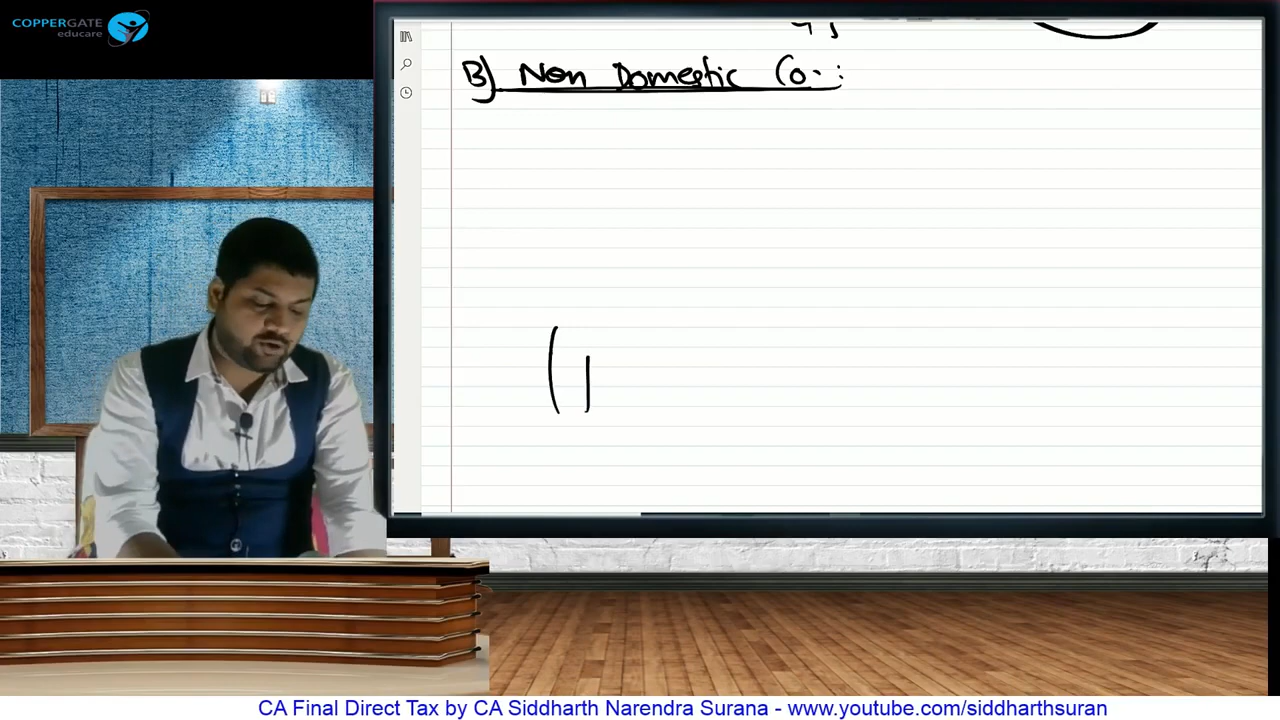 COPPERGATE
educare
B) Non Domestic Co. :
( |
CA Final Direct Tax by CA Siddharth Narendra Surana - www.youtube.com/siddharthsuran